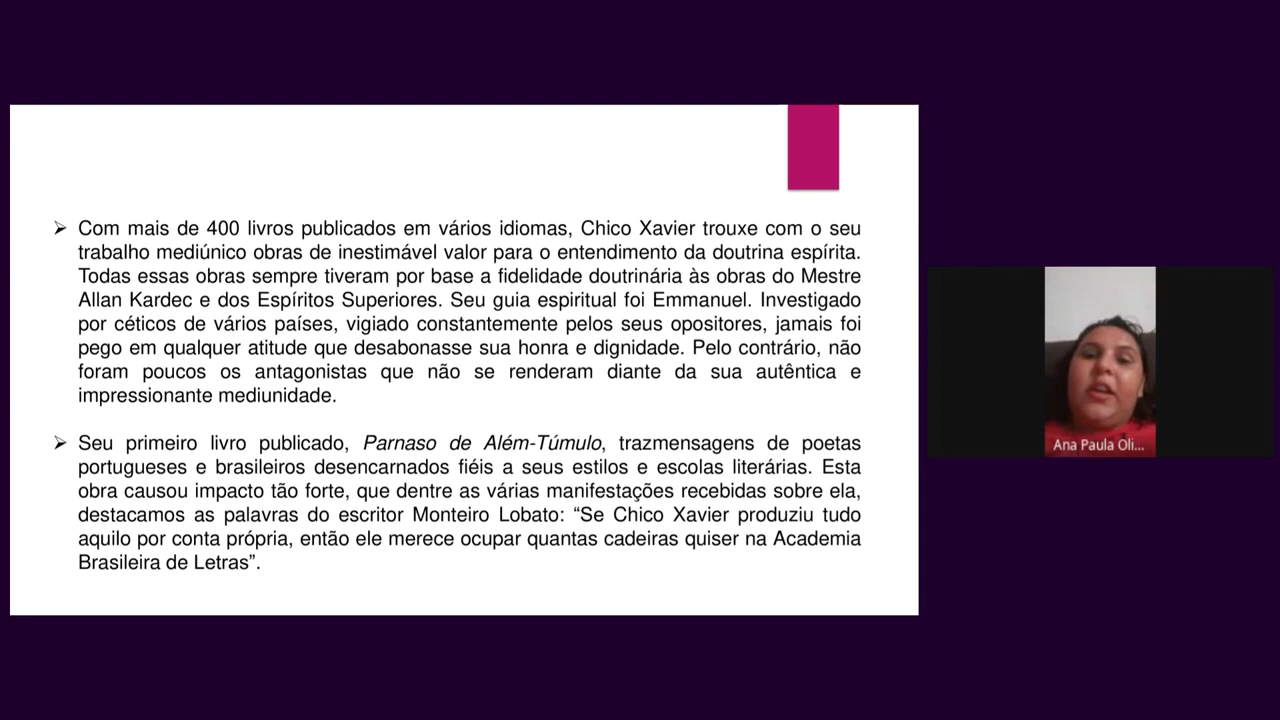 ➢ Com mais de 400 livros publicados em vários idiomas, Chico Xavier trouxe com o seu
trabalho mediúnico obras de inestimável valor para o entendimento da doutrina espírita.
Todas essas obras sempre tiveram por base a fidelidade doutrinária às obras do Mestre
Allan Kardec e dos Espíritos Superiores. Seu guia espiritual foi Emmanuel. Investigado
por céticos de vários países, vigiado constantemente pelos seus opositores, jamais foi
pego em qualquer atitude que desabonasse sua honra e dignidade. Pelo contrário, não
foram poucos os antagonistas que não se renderam diante da sua autêntica e
impressionante mediunidade.
➢ Seu primeiro livro publicado, Parnaso de Além-Túmulo, trazmensagens de poetas
portugueses e brasileiros desencarnados fiéis a seus estilos e escolas literárias. Esta
obra causou impacto tão forte, que dentre as várias manifestações recebidas sobre ela,
destacamos as palavras do escritor Monteiro Lobato: “Se Chico Xavier produziu tudo
aquilo por conta própria, então ele merece ocupar quantas cadeiras quiser na Academia
Brasileira de Letras”.
Ana Paula Oli...